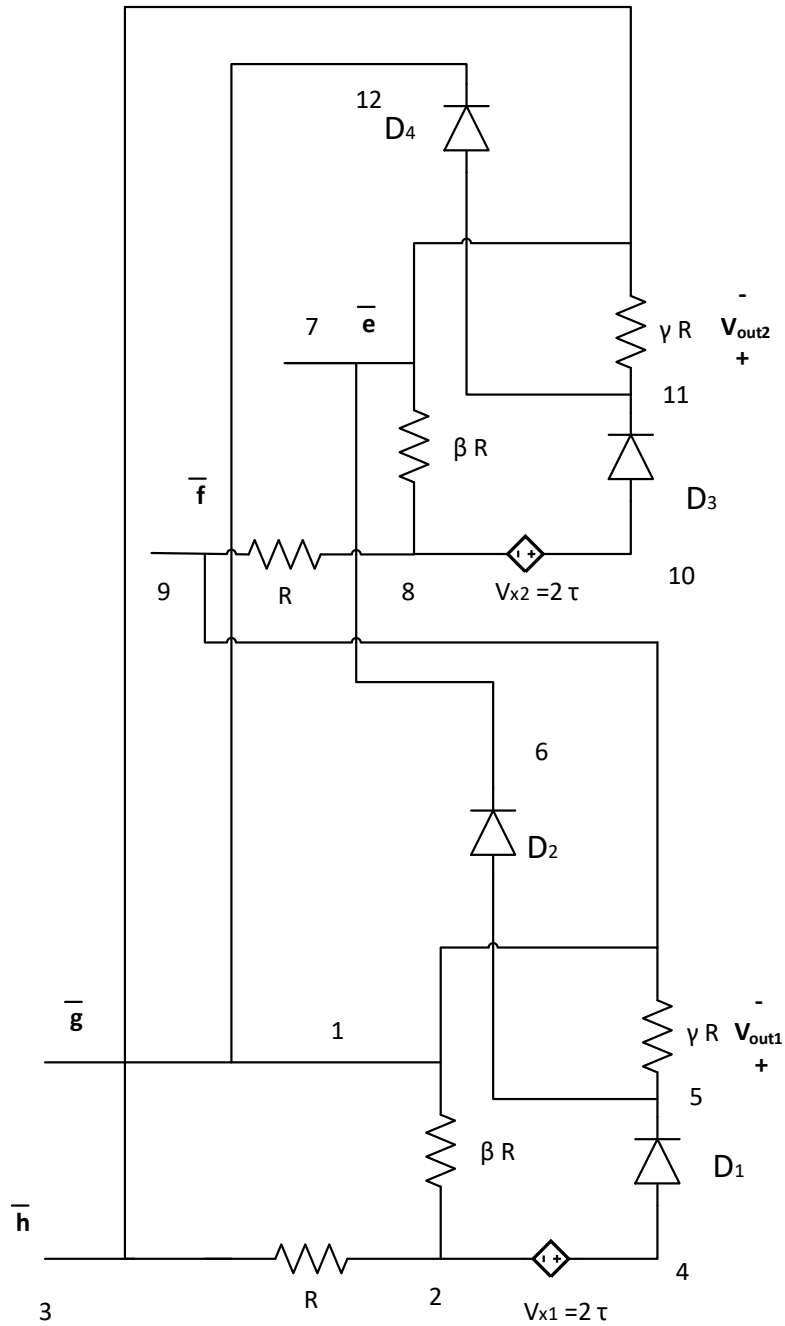 12
D4
-
7
e̅
γ R
Vout2
+
11
β R
f̅
D3
9
R
8
- +
Vx2 =2 τ
10
6
D2
g̅
1
-
γ R
Vout1
+
5
β R
D1
h̅
- +
4
3
R
2
Vx1 =2 τ